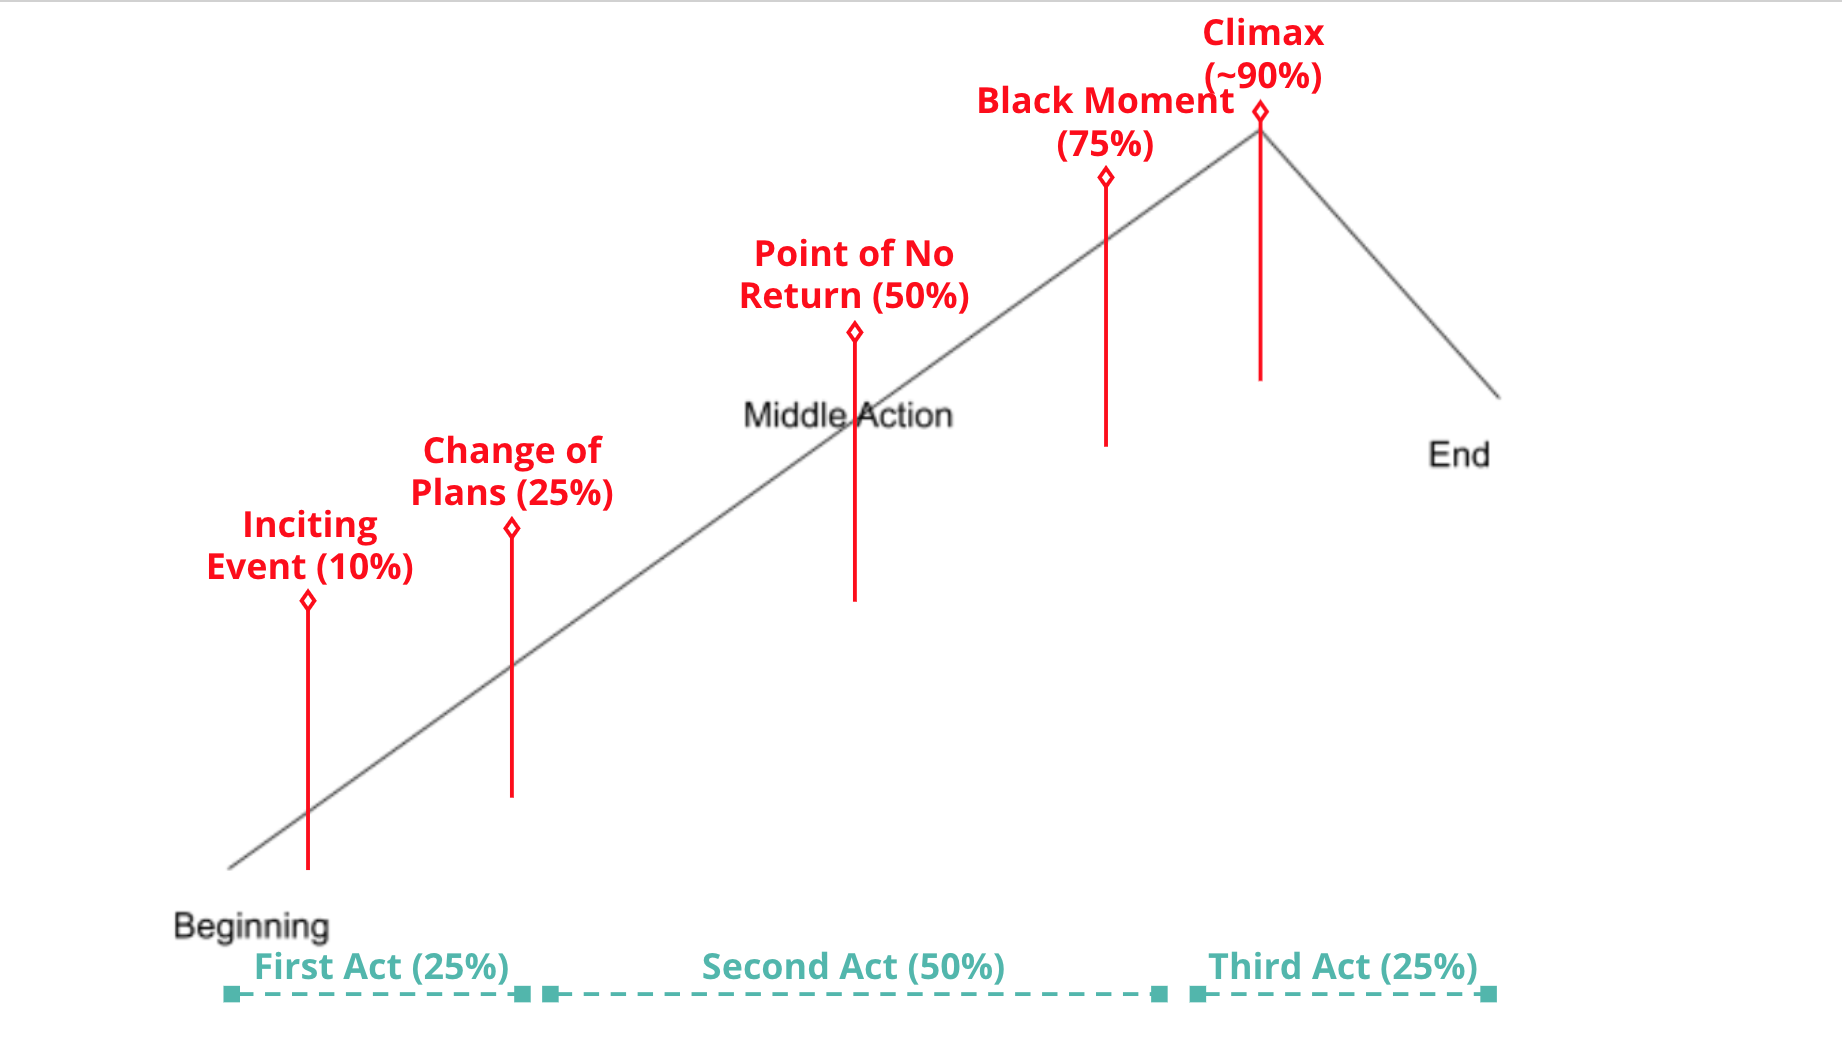 Climax
(~90%)
Black Moment
(75%)
Point of No
Return (50%)
Middle Action
Change of
Plans (25%)
End
Inciting
Event (10%)
Beginning
First Act (25%)
Second Act (50%)
Third Act (25%)